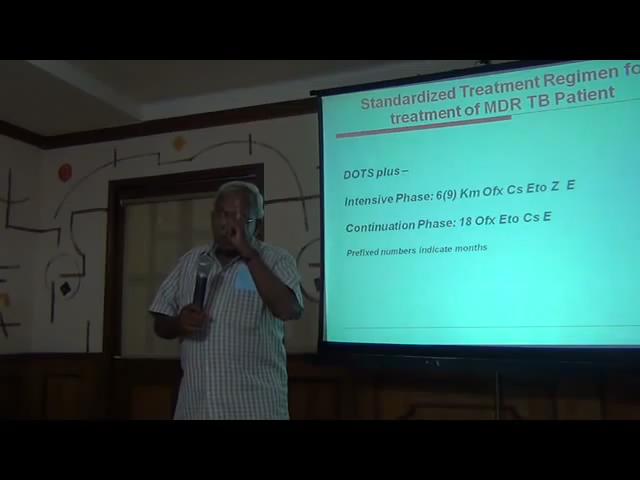 Standardized Treatment Regimen fo
treatment of MDR TB Patient
DOTS plus –
Intensive Phase: 6(9) Km Ofx Cs Eto Z E
Continuation Phase: 18 Ofx Eto Cs E
Prefixed numbers indicate months